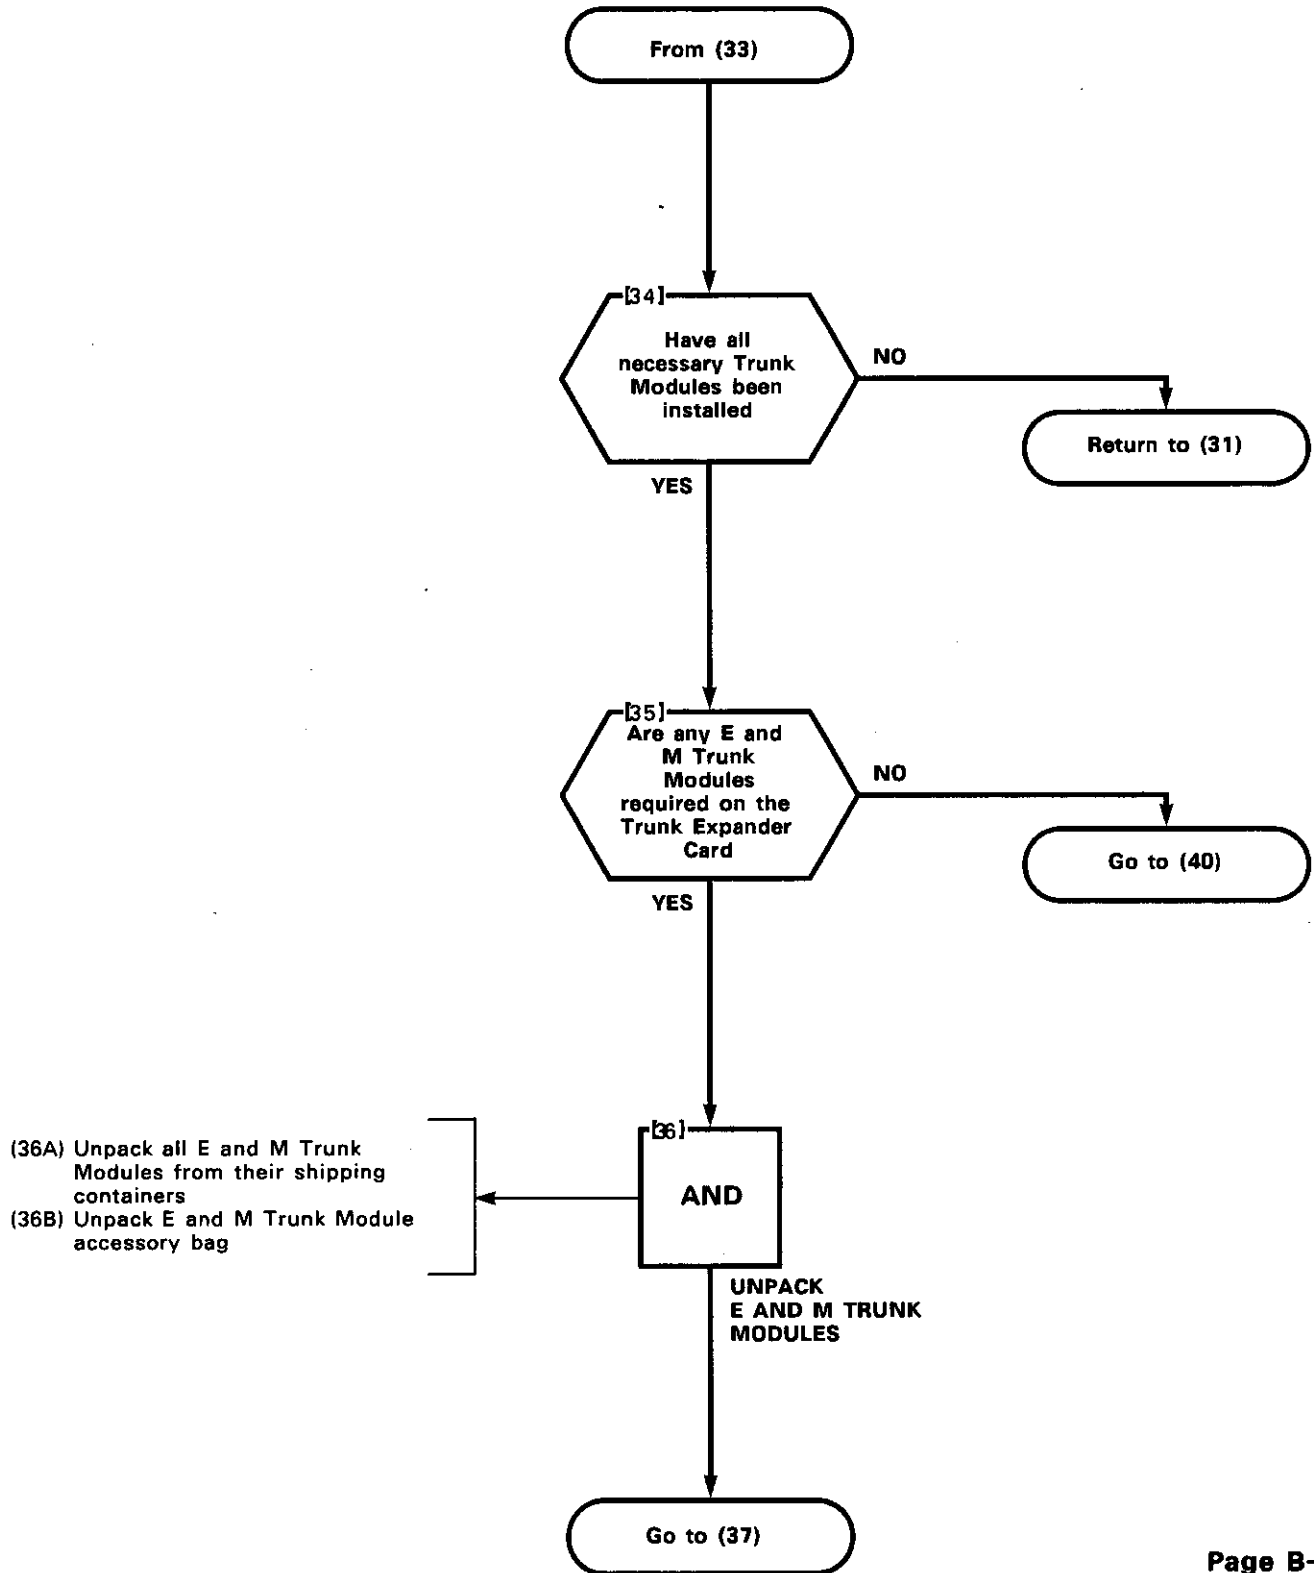 From (33)
[34]
Have all
necessary Trunk
Modules been
installed
NO
Return to (31)
YES
[35]
Are any E and
M Trunk
Modules
required on the
Trunk Expander
Card
NO
Go to (40)
YES
[36]
AND
(36A) Unpack all E and M Trunk
Modules from their shipping
containers
(36B) Unpack E and M Trunk Module
accessory bag
UNPACK
E AND M TRUNK
MODULES
Go to (37)
Page B-